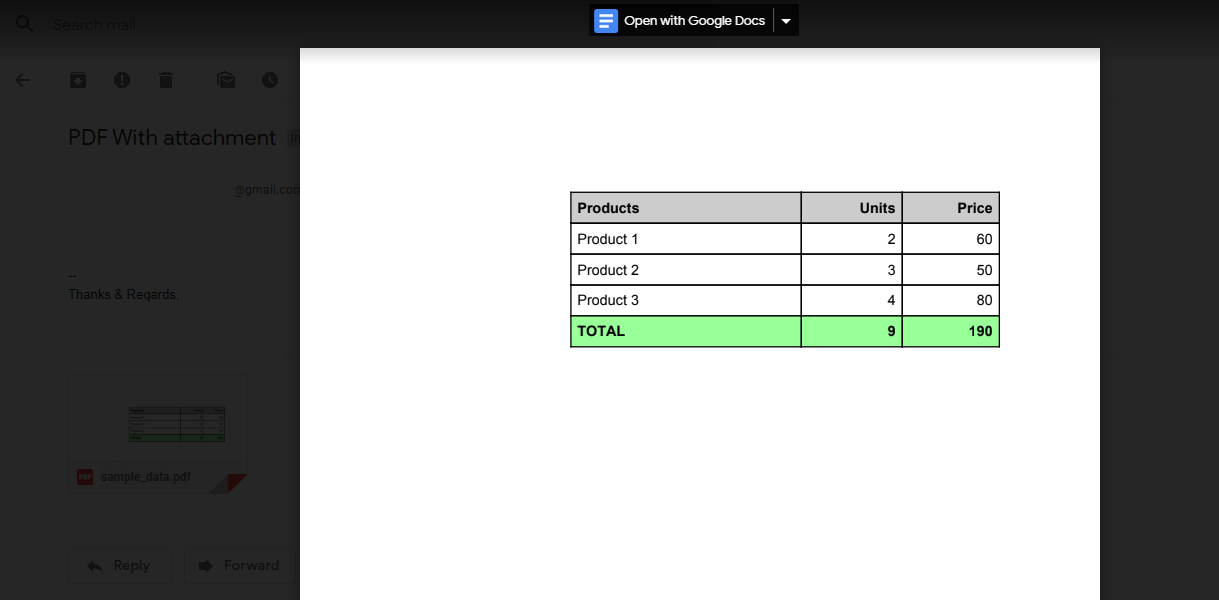 Search mail
Open with Google Docs
PDF With attachment
@gmail.com
Products Units Price
Product 1 2 60
Product 2 3 50
Product 3 4 80
TOTAL 9 190
--
Thanks & Regards,
PDF sample_data.pdf
Reply Forward